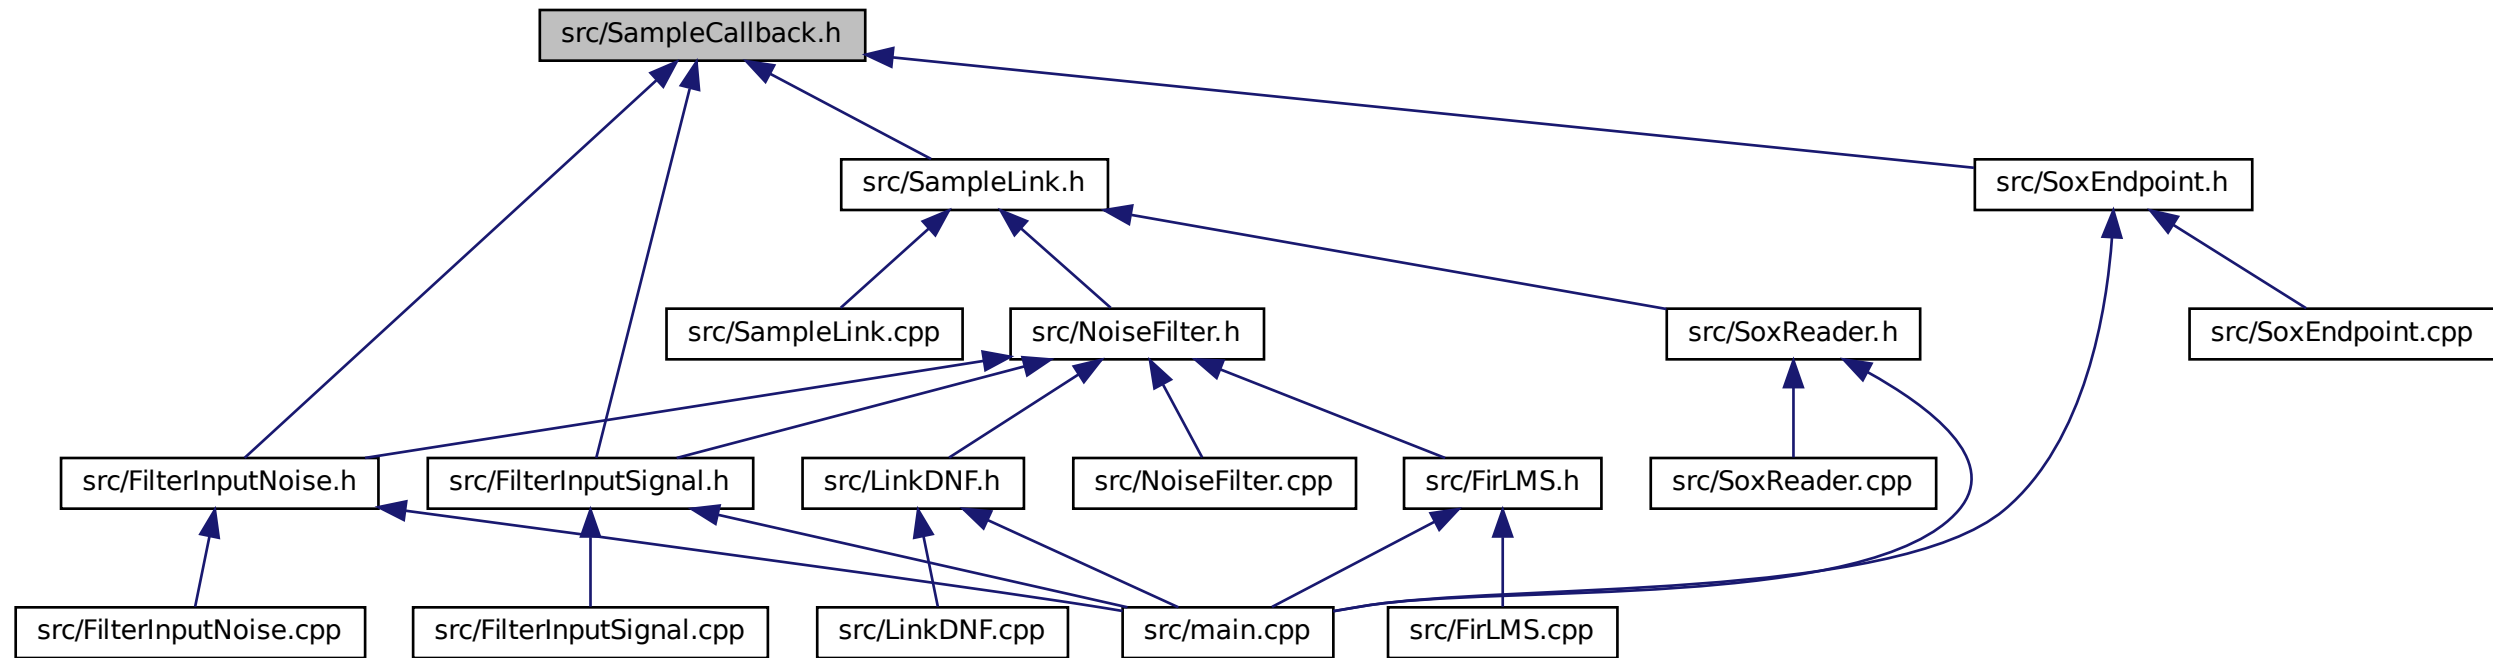 src/SampleCallback.h
src/SampleLink.h
src/SoxEndpoint.h
src/SampleLink.cpp
src/NoiseFilter.h
src/SoxReader.h
src/SoxEndpoint.cpp
src/FilterInputNoise.h
src/FilterInputSignal.h
src/LinkDNF.h
src/NoiseFilter.cpp
src/FirLMS.h
src/SoxReader.cpp
src/FilterInputNoise.cpp
src/FilterInputSignal.cpp
src/LinkDNF.cpp
src/main.cpp
src/FirLMS.cpp